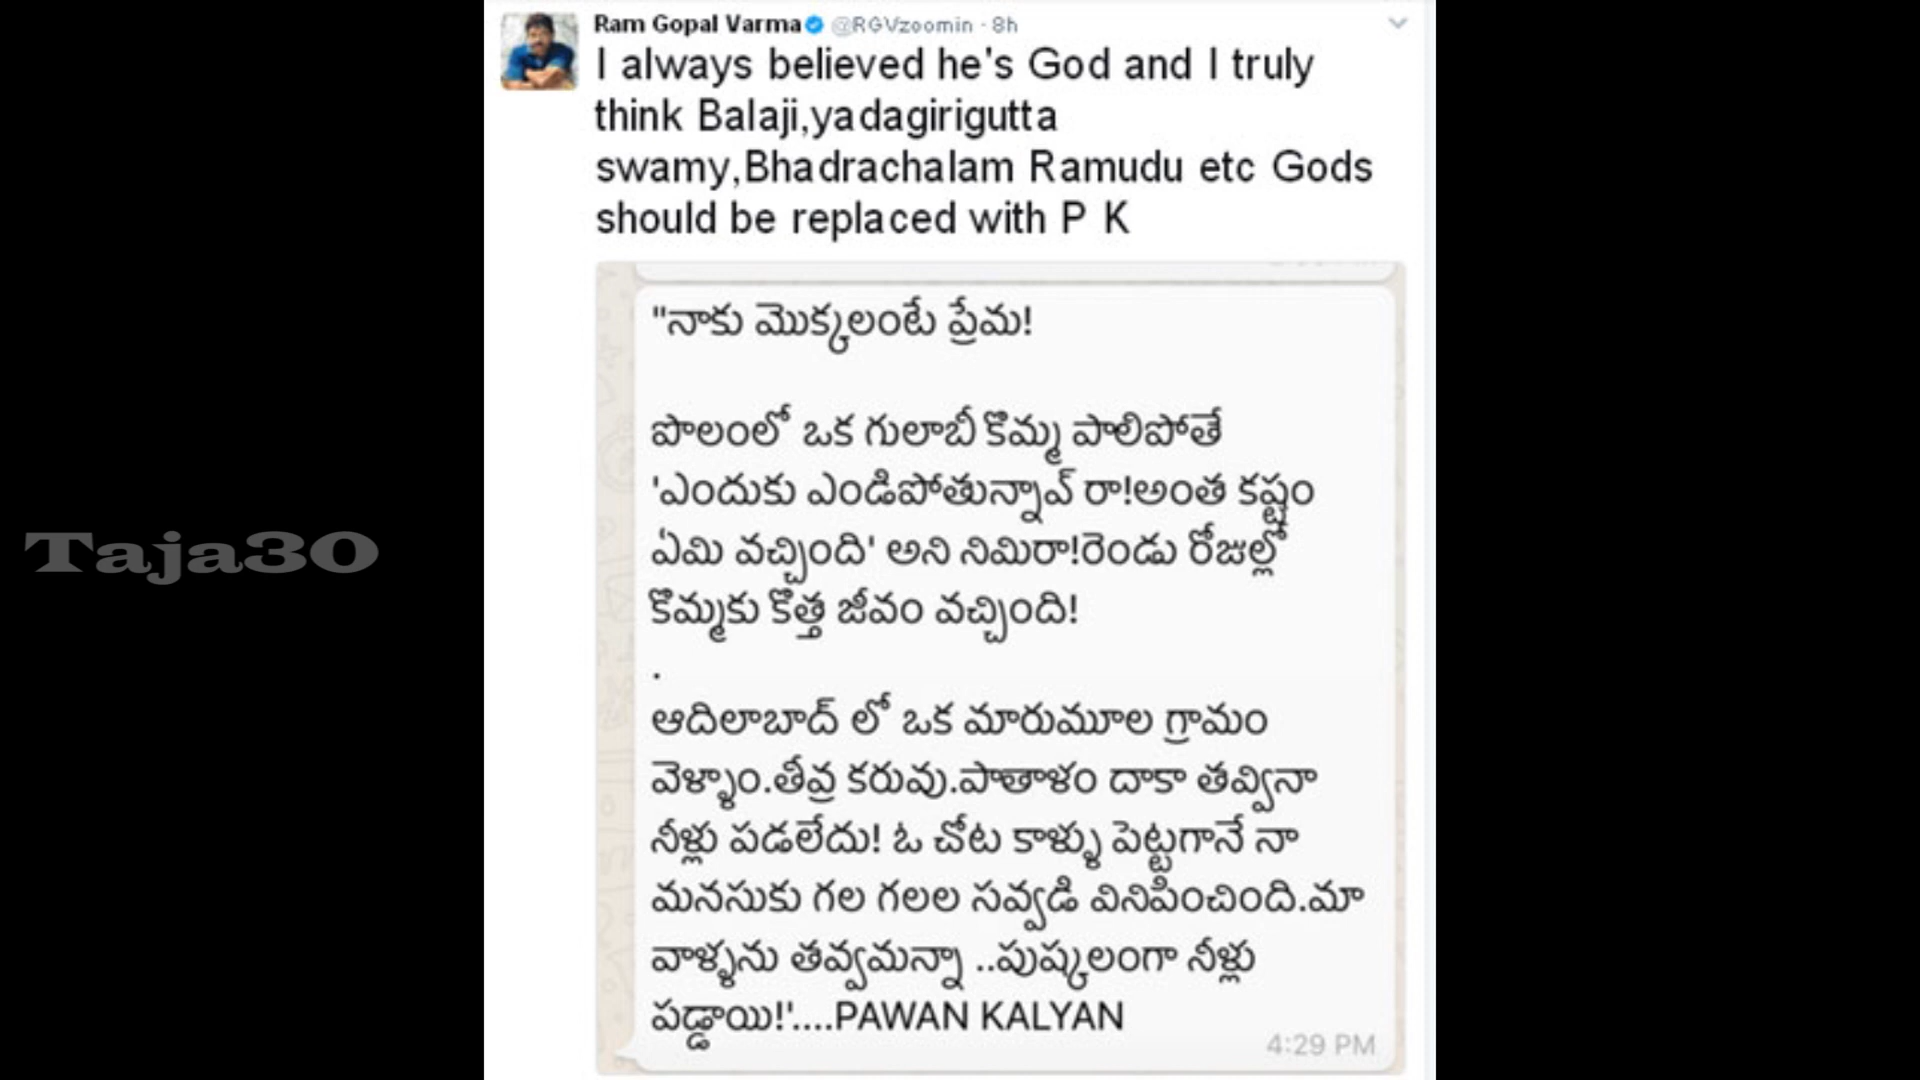 Ram Gopal Varma @RGVzoomin · 8h
I always believed he's God and I truly
think Balaji,yadagirigutta
swamy,Bhadrachalam Ramudu etc Gods
should be replaced with P K
"నాకు మొక్కలంటే ప్రేమ!
పొలంలో ఒక గులాబీ కొమ్మ పాలిపోతే
'ఎందుకు ఎండిపోతున్నావ్ రా!అంత కష్టం
ఏమి వచ్చింది' అని నిమిరా!రెండు రోజుల్లో
కొమ్మకు కొత్త జీవం వచ్చింది!
.
ఆదిలాబాద్ లో ఒక మారుమూల గ్రామం
వెళ్ళాం.తీవ్ర కరువు.పాతాళం దాకా తవ్వినా
నీళ్లు పడలేదు! ఓ చోట కాళ్ళు పెట్టగానే నా
మనసుకు గల గలల సవ్వడి వినిపించింది.మా
వాళ్ళను తవ్వమన్నా ..పుష్కలంగా నీళ్లు
పడ్డాయి!'....PAWAN KALYAN
4:29 PM
Taja30